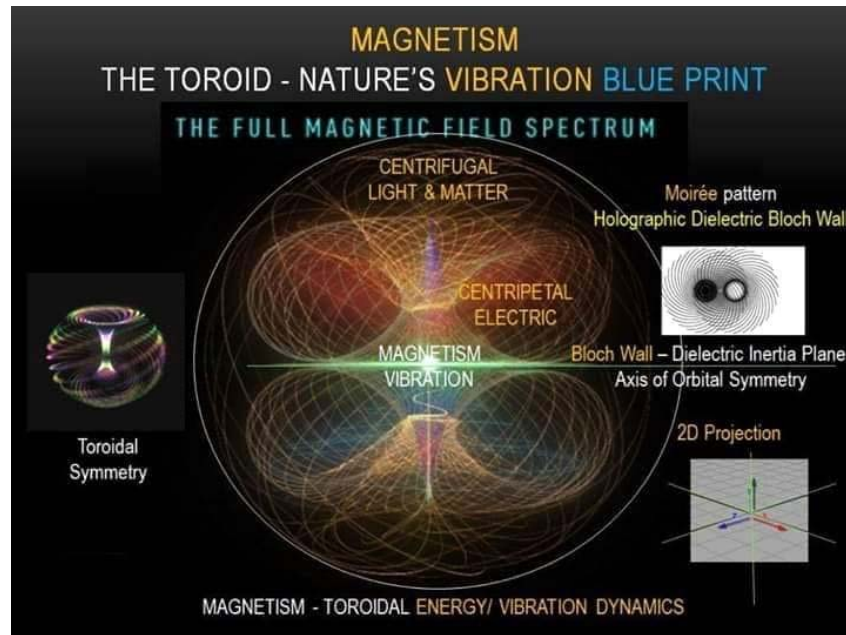 MAGNETISM
THE TOROID - NATURE'S VIBRATION BLUE PRINT
THE FULL MAGNETIC FIELD SPECTRUM
CENTRIFUGAL
LIGHT & MATTER
Moirée pattern
Holographic Dielectric Bloch Wall
CENTRIPETAL
ELECTRIC
MAGNETISM
VIBRATION
Bloch Wall – Dielectric Inertia Plane
Axis of Orbital Symmetry
Toroidal
Symmetry
2D Projection
MAGNETISM - TOROIDAL ENERGY/ VIBRATION DYNAMICS